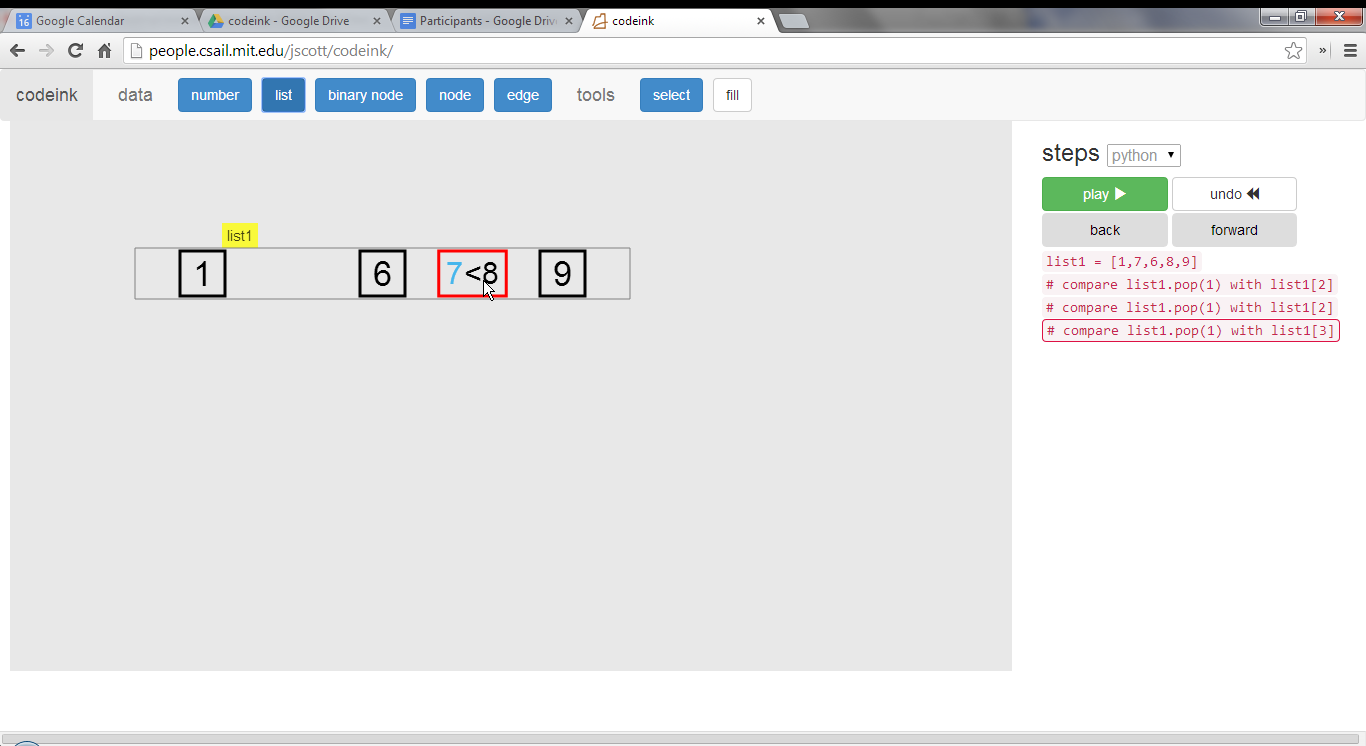 Google Calendar
codeink - Google Drive
Participants - Google Driv
codeink
people.csail.mit.edu/jscott/codeink/
codeink data number list binary node node edge tools select fill
steps python
play undo
back forward
list1 = [1,7,6,8,9]
# compare list1.pop(1) with list1[2]
# compare list1.pop(1) with list1[2]
# compare list1.pop(1) with list1[3]
list1
1 6 7<8 9